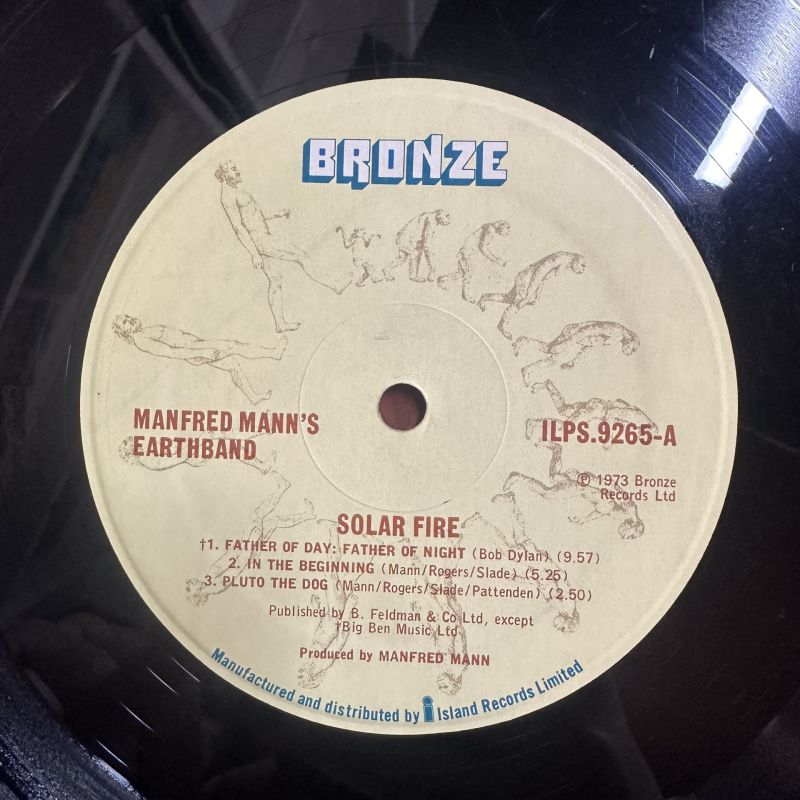 BRONZE
MANFRED MANN'S
EARTHBAND
ILPS.9265-A
℗ 1973 Bronze
Records Ltd
SOLAR FIRE
†1. FATHER OF DAY: FATHER OF NIGHT (Bob Dylan) (9.57)
2. IN THE BEGINNING (Mann/Rogers/Slade) (5.25)
3. PLUTO THE DOG (Mann/Rogers/Slade/Pattenden) (2.50)
Published by B. Feldman & Co Ltd, except
†Big Ben Music Ltd
Produced by MANFRED MANN
Manufactured and distributed by i Island Records Limited